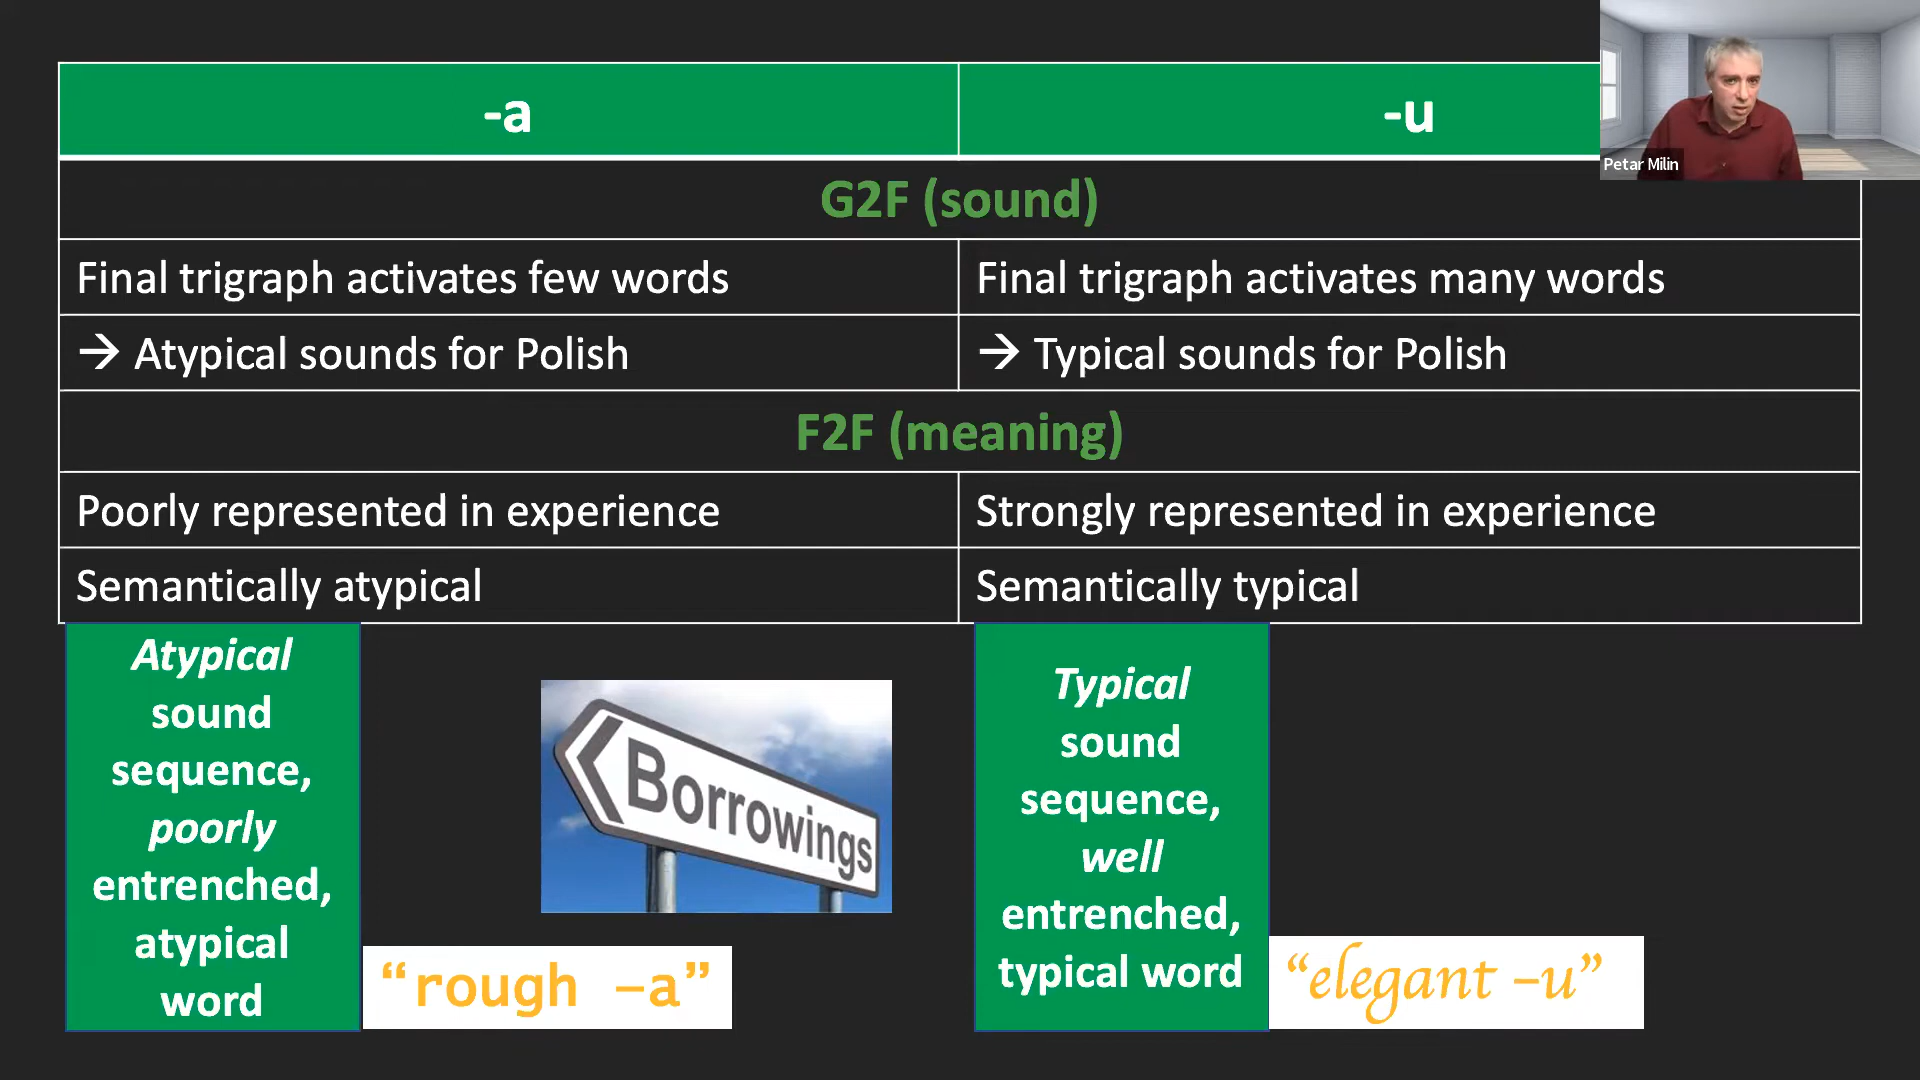 -a
-u
Petar Milin
G2F (sound)
Final trigraph activates few words
Final trigraph activates many words
→ Atypical sounds for Polish
→ Typical sounds for Polish
F2F (meaning)
Poorly represented in experience
Strongly represented in experience
Semantically atypical
Semantically typical
Atypical
sound
sequence,
poorly
entrenched,
atypical
word
Borrowings
“rough –a”
Typical
sound
sequence,
well
entrenched,
typical word
“elegant –u”